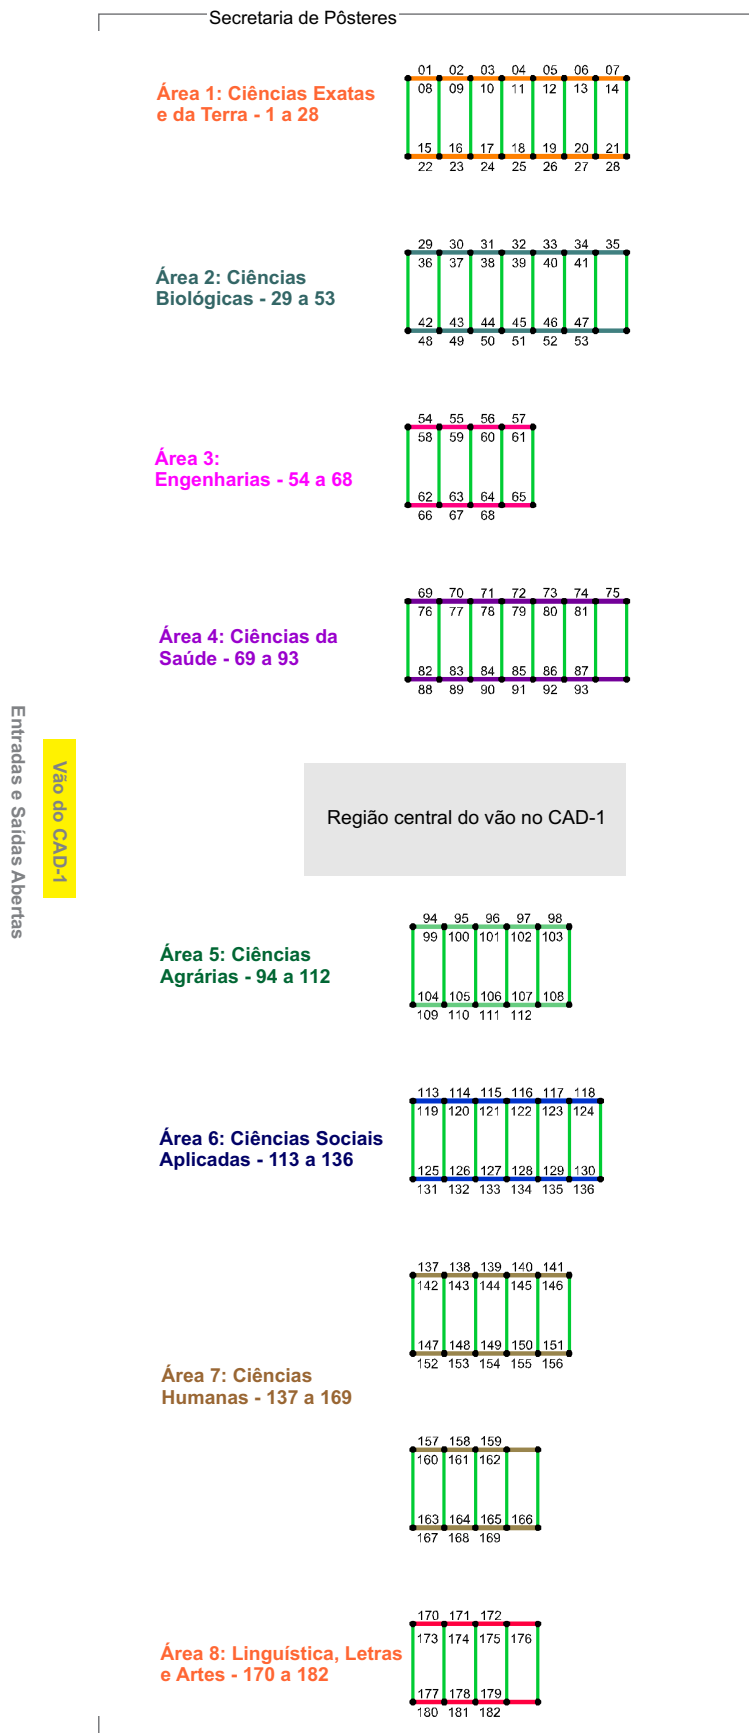 Secretaria de Pôsteres
Área 1: Ciências Exatas
e da Terra - 1 a 28
01 02 03 04 05 06 07
08 09 10 11 12 13 14
15 16 17 18 19 20 21
22 23 24 25 26 27 28
Área 2: Ciências
Biológicas - 29 a 53
29 30 31 32 33 34 35
36 37 38 39 40 41
42 43 44 45 46 47
48 49 50 51 52 53
Área 3:
Engenharias - 54 a 68
54 55 56 57
58 59 60 61
62 63 64 65
66 67 68
Área 4: Ciências da
Saúde - 69 a 93
69 70 71 72 73 74 75
76 77 78 79 80 81
82 83 84 85 86 87
88 89 90 91 92 93
Entradas e Saídas Abertas
Vão do CAD-1
Região central do vão no CAD-1
Área 5: Ciências
Agrárias - 94 a 112
94 95 96 97 98
99 100 101 102 103
104 105 106 107 108
109 110 111 112
Área 6: Ciências Sociais
Aplicadas - 113 a 136
113 114 115 116 117 118
119 120 121 122 123 124
125 126 127 128 129 130
131 132 133 134 135 136
Área 7: Ciências
Humanas - 137 a 169
137 138 139 140 141
142 143 144 145 146
147 148 149 150 151
152 153 154 155 156
157 158 159
160 161 162
163 164 165 166
167 168 169
Área 8: Linguística, Letras
e Artes - 170 a 182
170 171 172
173 174 175 176
177 178 179
180 181 182